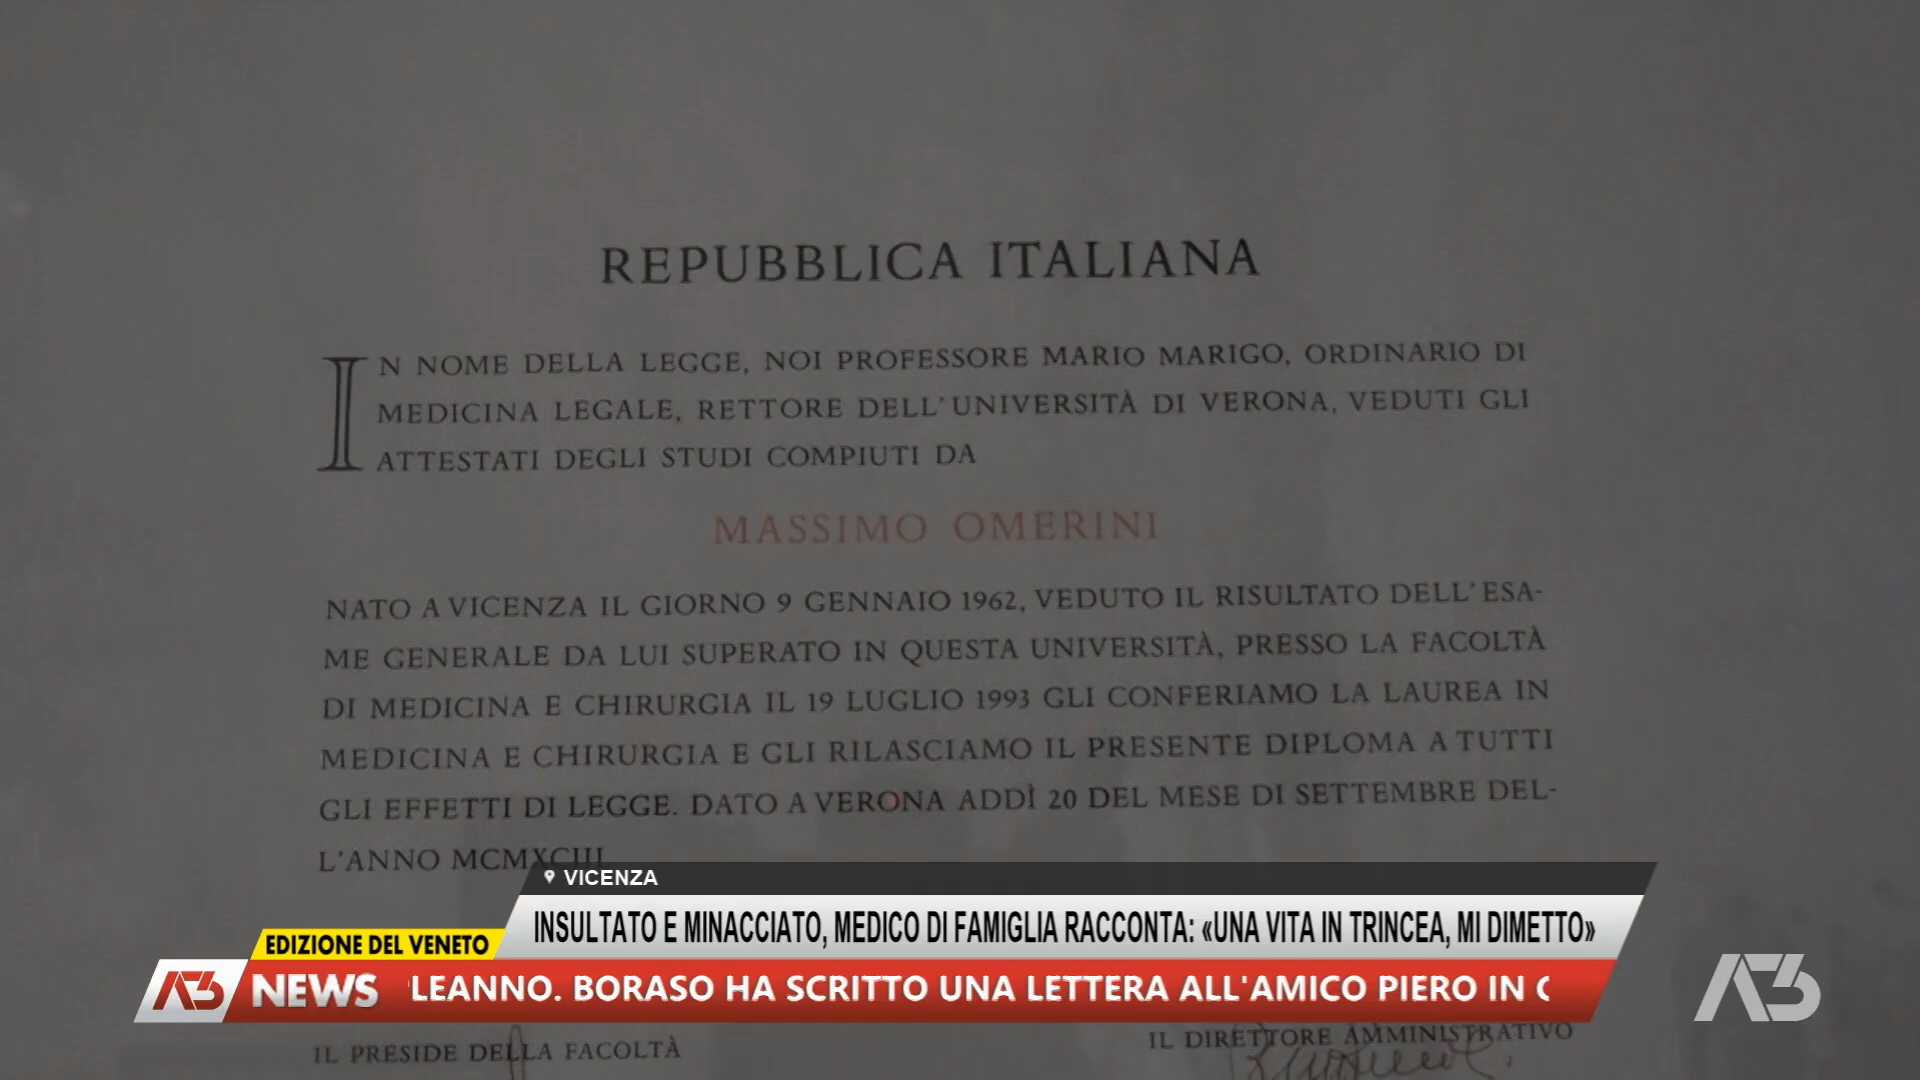 REPUBBLICA ITALIANA
IN NOME DELLA LEGGE, NOI PROFESSORE MARIO MARIGO, ORDINARIO DI
MEDICINA LEGALE, RETTORE DELL'UNIVERSITÀ DI VERONA, VEDUTI GLI
ATTESTATI DEGLI STUDI COMPIUTI DA
MASSIMO OMERINI
NATO A VICENZA IL GIORNO 9 GENNAIO 1962, VEDUTO IL RISULTATO DELL'ESA-
ME GENERALE DA LUI SUPERATO IN QUESTA UNIVERSITÀ, PRESSO LA FACOLTÀ
DI MEDICINA E CHIRURGIA IL 19 LUGLIO 1993 GLI CONFERIAMO LA LAUREA IN
MEDICINA E CHIRURGIA E GLI RILASCIAMO IL PRESENTE DIPLOMA A TUTTI
GLI EFFETTI DI LEGGE. DATO A VERONA ADDÌ 20 DEL MESE DI SETTEMBRE DEL-
L'ANNO MCMXCIII
VICENZA
INSULTATO E MINACCIATO, MEDICO DI FAMIGLIA RACCONTA: «UNA VITA IN TRINCEA, MI DIMETTO»
EDIZIONE DEL VENETO
A3 NEWS LEANNO. BORASO HA SCRITTO UNA LETTERA ALL'AMICO PIERO IN
A3
IL PRESIDE DELLA FACOLTÀ
IL DIRETTORE AMMINISTRATIVO